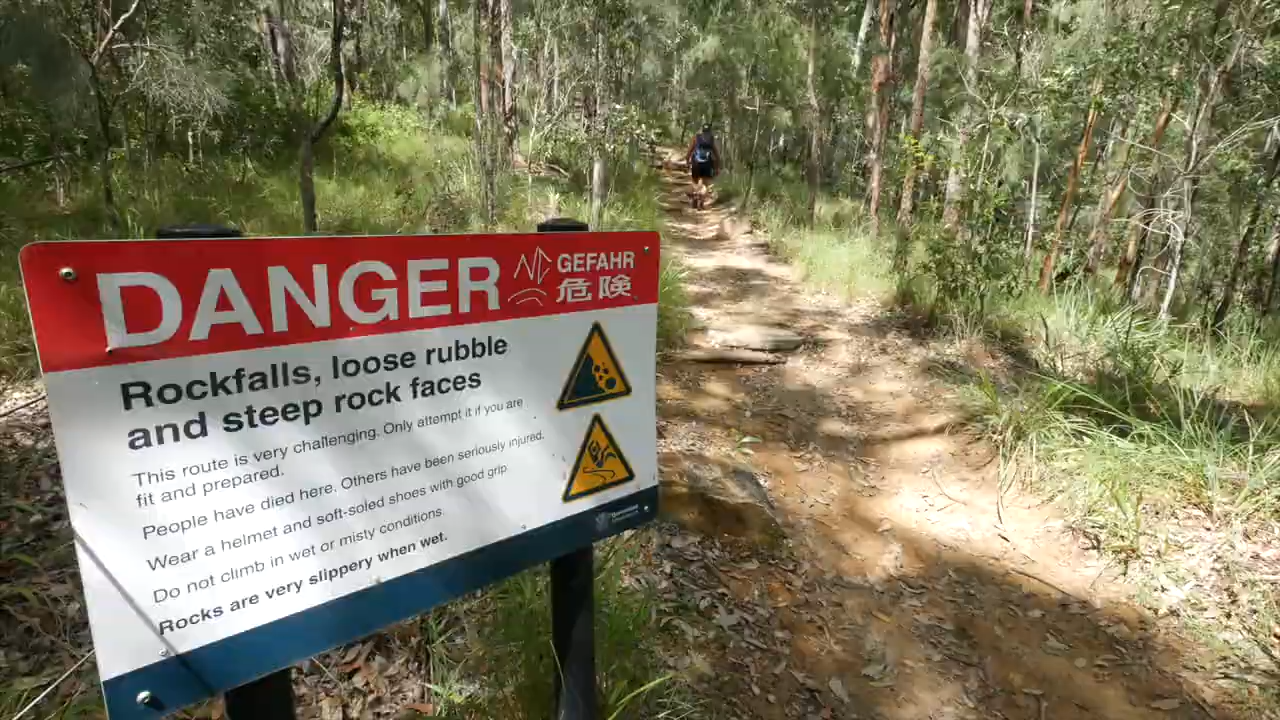 DANGER
GEFAHR
危険
Rockfalls, loose rubble
and steep rock faces
This route is very challenging. Only attempt it if you are
fit and prepared.
People have died here. Others have been seriously injured.
Wear a helmet and soft-soled shoes with good grip
Do not climb in wet or misty conditions.
Rocks are very slippery when wet.